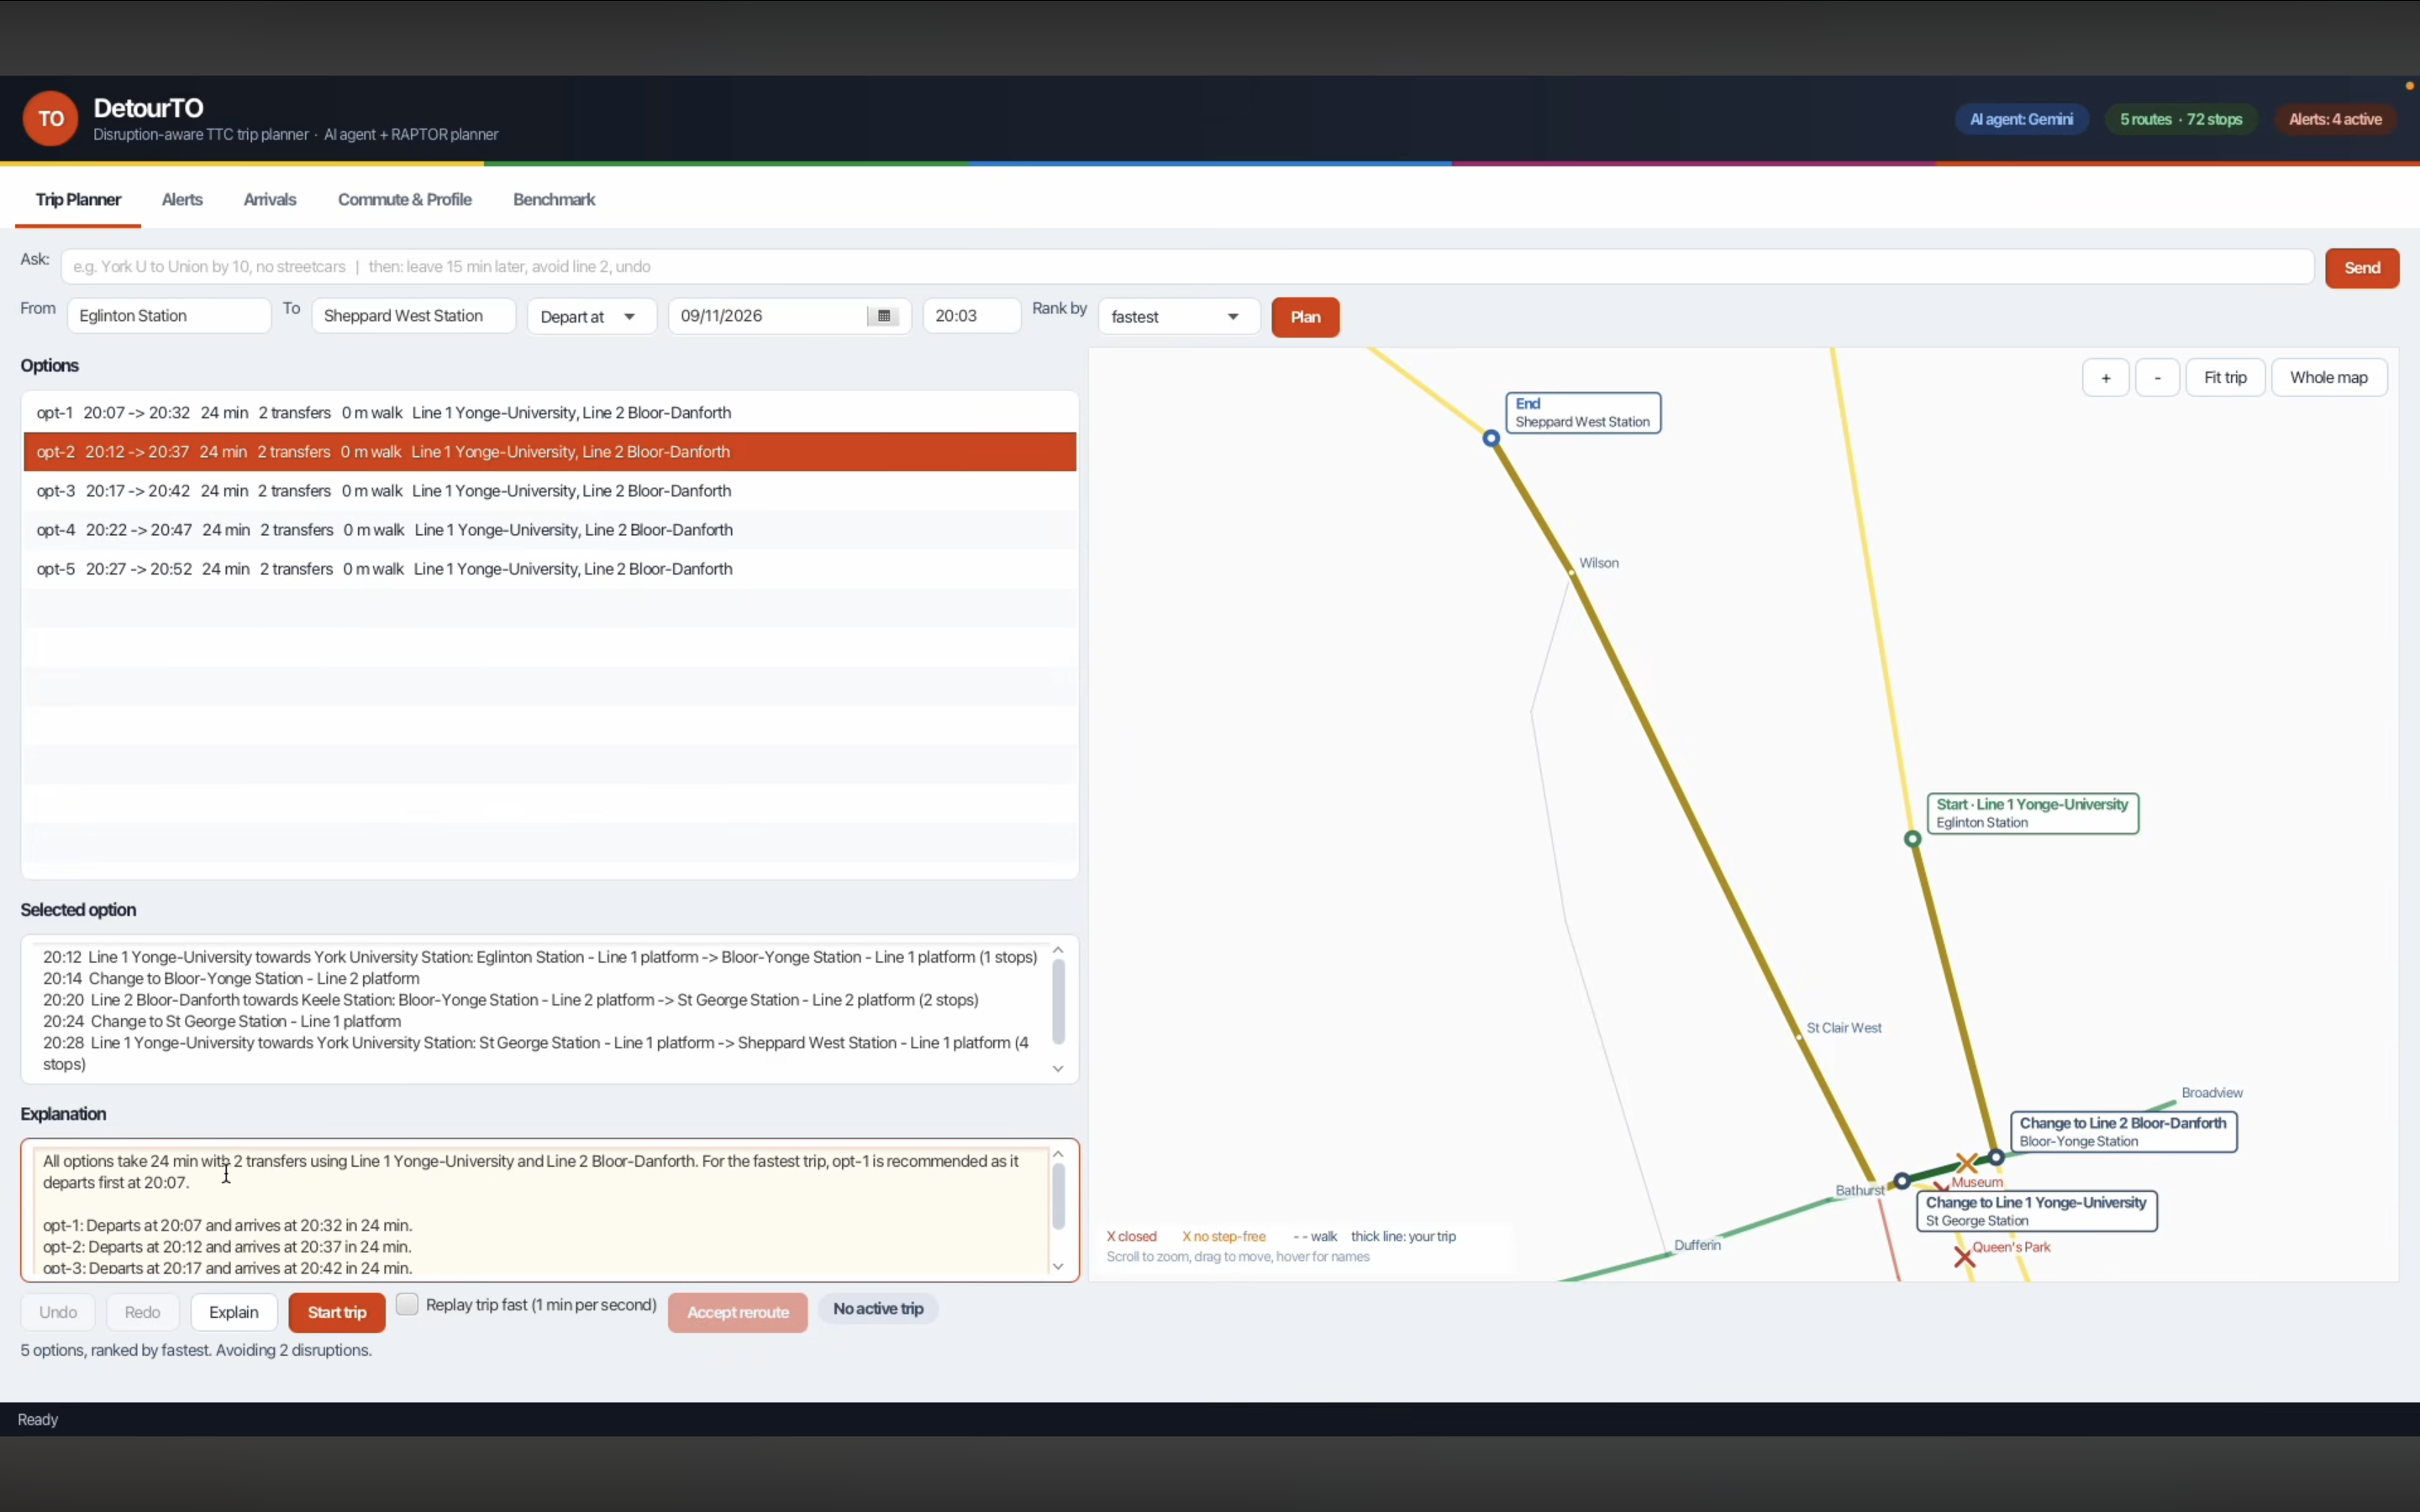 TO
DetourTO
Disruption-aware TTC trip planner · AI agent + RAPTOR planner
AI agent: Gemini
5 routes · 72 stops
Alerts: 4 active
Trip Planner
Alerts
Arrivals
Commute & Profile
Benchmark
Ask:
e.g. York U to Union by 10, no streetcars | then: leave 15 min later, avoid line 2, undo
Send
From
Eglinton Station
To
Sheppard West Station
Depart at
09/11/2026
20:03
Rank by
fastest
Plan
Options
opt-1 20:07 -> 20:32 24 min 2 transfers 0 m walk Line 1 Yonge-University, Line 2 Bloor-Danforth
opt-2 20:12 -> 20:37 24 min 2 transfers 0 m walk Line 1 Yonge-University, Line 2 Bloor-Danforth
opt-3 20:17 -> 20:42 24 min 2 transfers 0 m walk Line 1 Yonge-University, Line 2 Bloor-Danforth
opt-4 20:22 -> 20:47 24 min 2 transfers 0 m walk Line 1 Yonge-University, Line 2 Bloor-Danforth
opt-5 20:27 -> 20:52 24 min 2 transfers 0 m walk Line 1 Yonge-University, Line 2 Bloor-Danforth
Selected option
20:12 Line 1 Yonge-University towards York University Station: Eglinton Station - Line 1 platform -> Bloor-Yonge Station - Line 1 platform (1 stops)
20:14 Change to Bloor-Yonge Station - Line 2 platform
20:20 Line 2 Bloor-Danforth towards Keele Station: Bloor-Yonge Station - Line 2 platform -> St George Station - Line 2 platform (2 stops)
20:24 Change to St George Station - Line 1 platform
20:28 Line 1 Yonge-University towards York University Station: St George Station - Line 1 platform -> Sheppard West Station - Line 1 platform (4
stops)
Explanation
All options take 24 min with 2 transfers using Line 1 Yonge-University and Line 2 Bloor-Danforth. For the fastest trip, opt-1 is recommended as it
departs first at 20:07.
opt-1: Departs at 20:07 and arrives at 20:32 in 24 min.
opt-2: Departs at 20:12 and arrives at 20:37 in 24 min.
opt-3: Departs at 20:17 and arrives at 20:42 in 24 min.
Undo
Redo
Explain
Start trip
Replay trip fast (1 min per second)
Accept reroute
No active trip
5 options, ranked by fastest. Avoiding 2 disruptions.
Ready
+
-
Fit trip
Whole map
End
Sheppard West Station
Wilson
Start · Line 1 Yonge-University
Eglinton Station
St Clair West
Broadview
Change to Line 2 Bloor-Danforth
Bloor-Yonge Station
Museum
Bathurst
Change to Line 1 Yonge-University
St George Station
Queen's Park
Dufferin
X closed
X no step-free
- - walk
thick line: your trip
Scroll to zoom, drag to move, hover for names